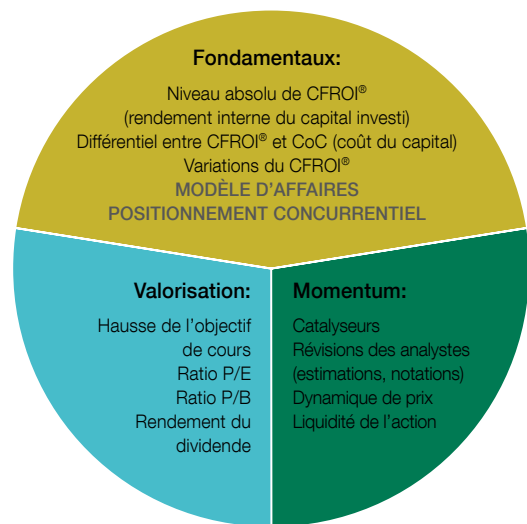 Fondamentaux:
Niveau absolu de CFROI®
(rendement interne du capital investi)
Différentiel entre CFROI® et CoC (coût du capital)
Variations du CFROI®
MODÈLE D'AFFAIRES
POSITIONNEMENT CONCURRENTIEL
Valorisation:
Hausse de l'objectif
de cours
Ratio P/E
Ratio P/B
Rendement du
dividende
Momentum:
Catalyseurs
Révisions des analystes
(estimations, notations)
Dynamique de prix
Liquidité de l'action